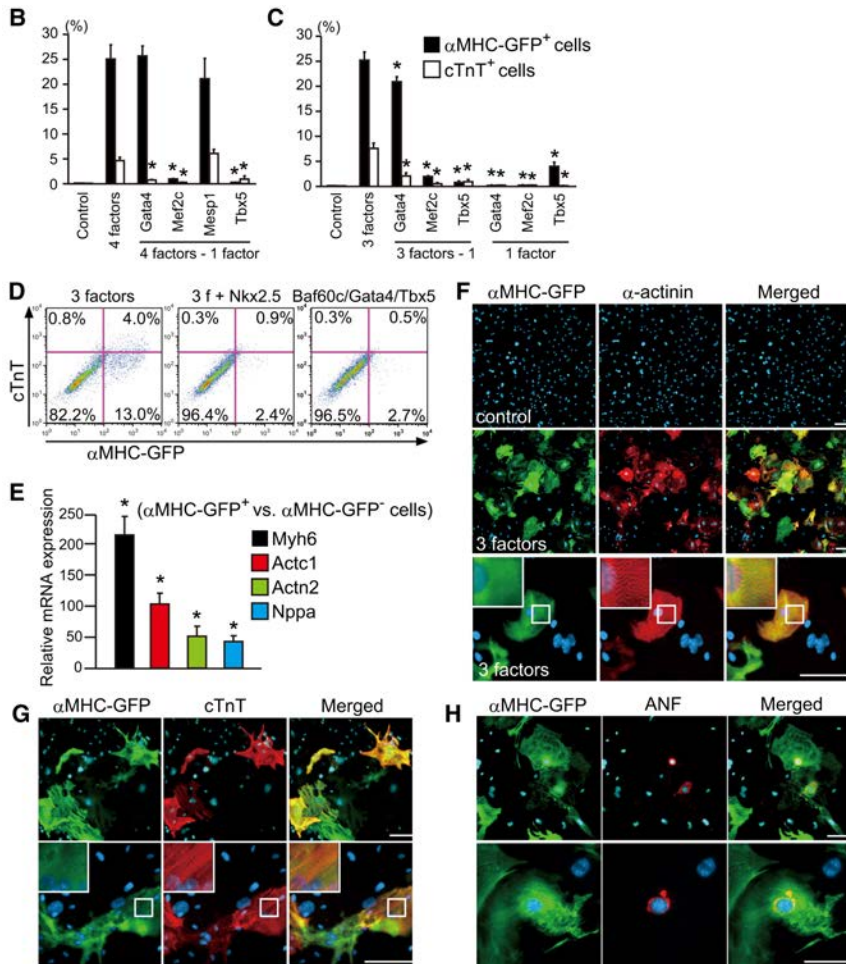 B
(%)
30
25
20
15
10
5
0
* * * * * *
Control
4 factors
Gata4
Mef2c
Mesp1
Tbx5
4 factors - 1 factor
C
(%)
30
25
20
15
10
5
0
αMHC-GFP+ cells
cTnT+ cells
* * * * * * * * * * * *
Control
3 factors
Gata4
Mef2c
Tbx5
Gata4
Mef2c
Tbx5
3 factors - 1
1 factor
D
3 factors
3 f + Nkx2.5
Baf60c/Gata4/Tbx5
0.8% 4.0%
82.2% 13.0%
0.3% 0.9%
96.4% 2.4%
0.3% 0.5%
96.5% 2.7%
cTnT
αMHC-GFP
E
(αMHC-GFP+ vs. αMHC-GFP- cells)
Relative mRNA expression
250
200
150
100
50
0
* * * *
Myh6
Actc1
Actn2
Nppa
F
αMHC-GFP α-actinin Merged
control
3 factors
3 factors
G
αMHC-GFP cTnT Merged
H
αMHC-GFP ANF Merged